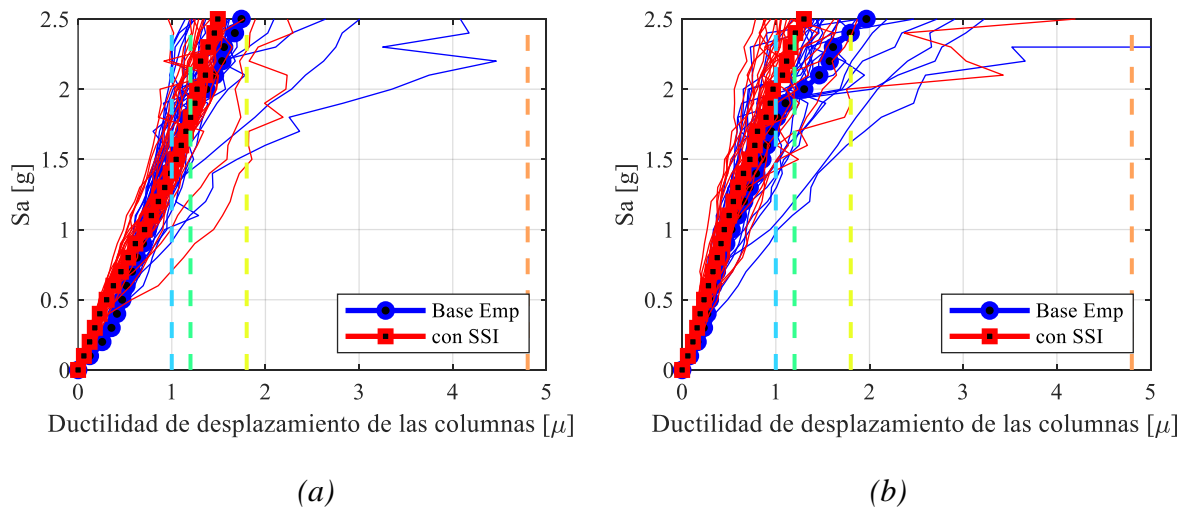 2.5
2
1.5
1
0.5
0
Sa [g]
Base Emp
con SSI
0 1 2 3 4 5
Ductilidad de desplazamiento de las columnas [μ]
(a)
2.5
2
1.5
1
0.5
0
Sa [g]
Base Emp
con SSI
0 1 2 3 4 5
Ductilidad de desplazamiento de las columnas [μ]
(b)